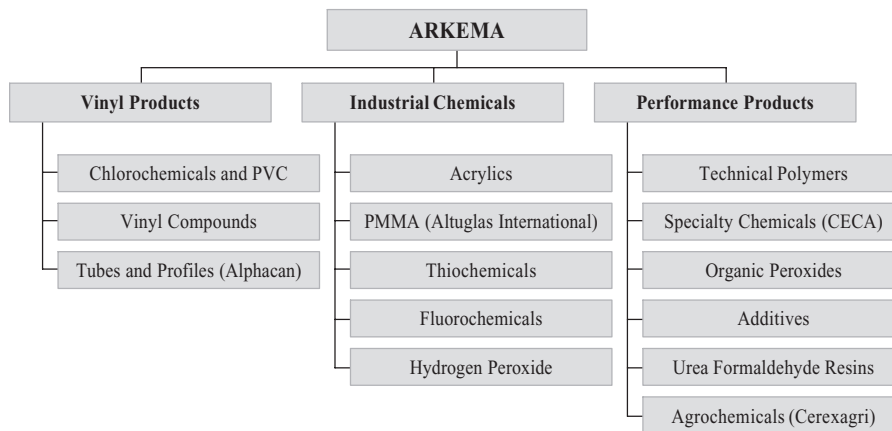 ARKEMA
Vinyl Products
Chlorochemicals and PVC
Vinyl Compounds
Tubes and Profiles (Alphacan)
Industrial Chemicals
Acrylics
PMMA (Altuglas International)
Thiochemicals
Fluorochemicals
Hydrogen Peroxide
Performance Products
Technical Polymers
Specialty Chemicals (CECA)
Organic Peroxides
Additives
Urea Formaldehyde Resins
Agrochemicals (Cerexagri)